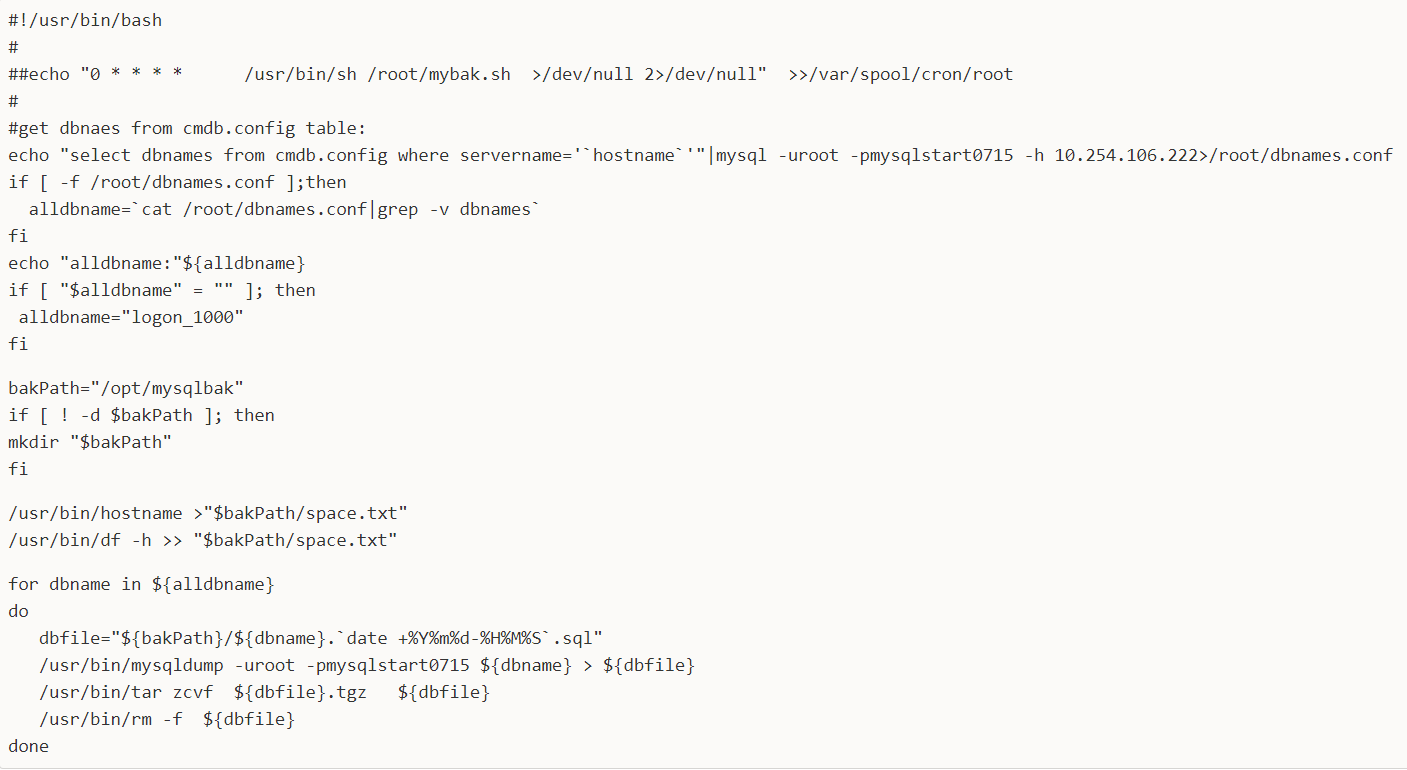 #!/usr/bin/bash
#
##echo "0 * * * *      /usr/bin/sh /root/mybak.sh  >/dev/null 2>/dev/null"  >>/var/spool/cron/root
#
#get dbnaes from cmdb.config table:
echo "select dbnames from cmdb.config where servername='`hostname`'"|mysql -uroot -pmysqlstart0715 -h 10.254.106.222>/root/dbnames.conf
if [ -f /root/dbnames.conf ];then
  alldbname=`cat /root/dbnames.conf|grep -v dbnames`
fi
echo "alldbname:"${alldbname}
if [ "$alldbname" = "" ]; then
 alldbname="logon_1000"
fi
bakPath="/opt/mysqlbak"
if [ ! -d $bakPath ]; then
mkdir "$bakPath"
fi
/usr/bin/hostname >"$bakPath/space.txt"
/usr/bin/df -h >> "$bakPath/space.txt"
for dbname in ${alldbname}
do
   dbfile="${bakPath}/${dbname}.`date +%Y%m%d-%H%M%S`.sql"
   /usr/bin/mysqldump -uroot -pmysqlstart0715 ${dbname} > ${dbfile}
   /usr/bin/tar zcvf  ${dbfile}.tgz   ${dbfile}
   /usr/bin/rm -f  ${dbfile}
done